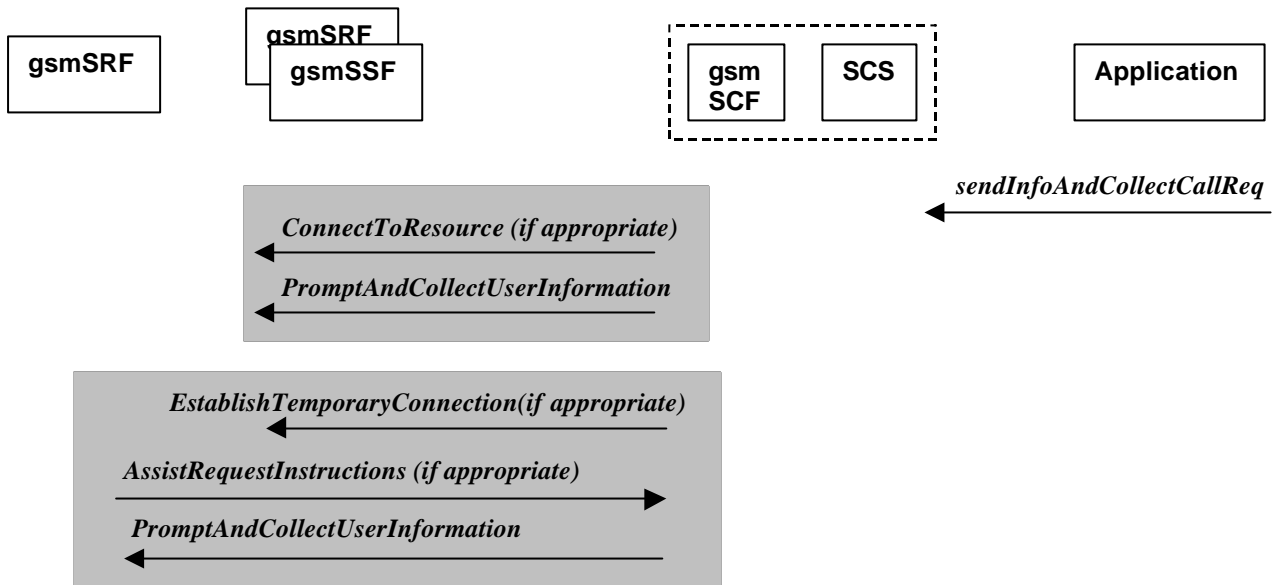 gsmSRF
gsmSRF
gsmSSF
gsm
SCF
SCS
Application
sendInfoAndCollectCallReq
ConnectToResource (if appropriate)
PromptAndCollectUserInformation
EstablishTemporaryConnection(if appropriate)
AssistRequestInstructions (if appropriate)
PromptAndCollectUserInformation